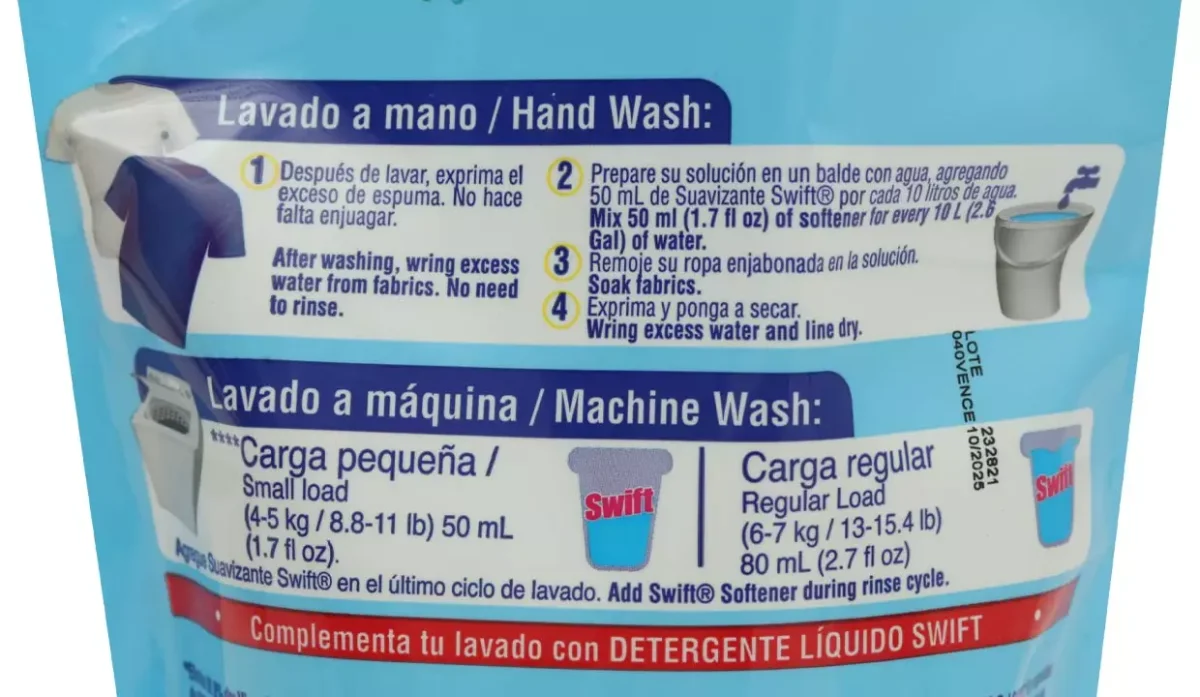 Lavado a mano / Hand Wash:
1 Después de lavar, exprima el
exceso de espuma. No hace
falta enjuagar.
After washing, wring excess
water from fabrics. No need
to rinse.
2 Prepare su solución en un balde con agua, agregando
50 mL de Suavizante Swift® por cada 10 litros de agua.
Mix 50 ml (1.7 fl oz) of softener for every 10 L (2.6
Gal) of water.
3 Remoje su ropa enjabonada en la solución.
Soak fabrics.
4 Exprima y ponga a secar.
Wring excess water and line dry.
LOTE 232821
040VENCE 10/2025
Lavado a máquina / Machine Wash:
****Carga pequeña /
Small load
(4-5 kg / 8.8-11 lb) 50 mL
(1.7 fl oz).
Swift
Carga regular
Regular Load
(6-7 kg / 13-15.4 lb)
80 mL (2.7 fl oz)
Swift
Agregue Suavizante Swift® en el último ciclo de lavado. Add Swift® Softener during rinse cycle.
Complementa tu lavado con DETERGENTE LÍQUIDO SWIFT